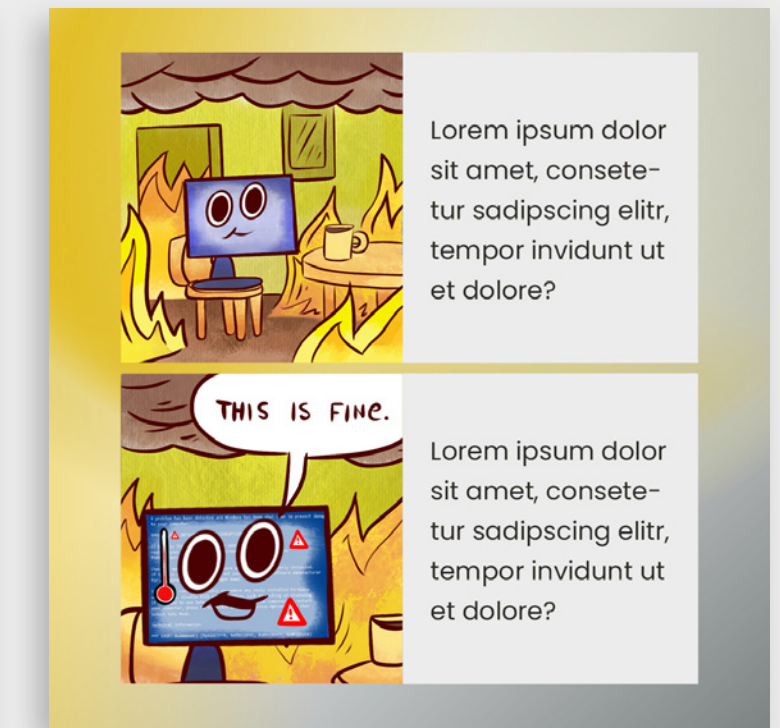 Lorem ipsum dolor
sit amet, consete-
tur sadipscing elitr,
tempor invidunt ut
et dolore?
THIS IS FINE.
Lorem ipsum dolor
sit amet, consete-
tur sadipscing elitr,
tempor invidunt ut
et dolore?